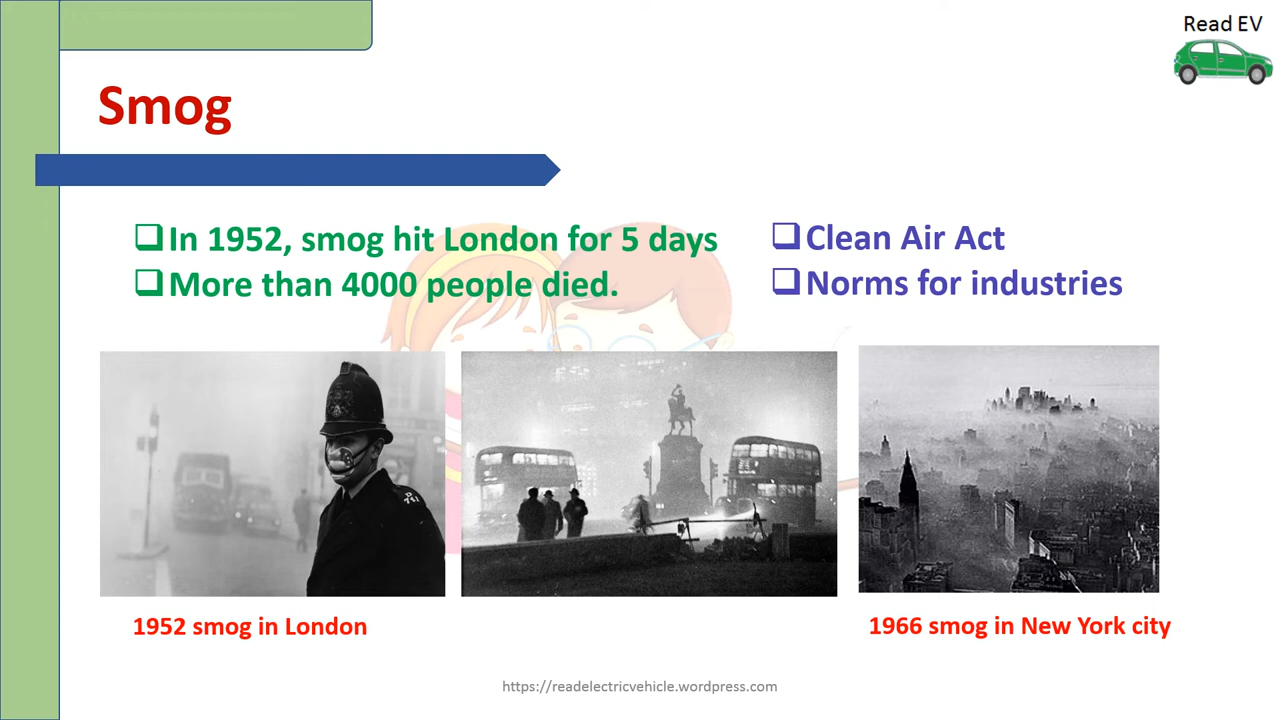 Read EV
Smog
In 1952, smog hit London for 5 days
More than 4000 people died.
Clean Air Act
Norms for industries
1952 smog in London
1966 smog in New York city
https://readelectricvehicle.wordpress.com